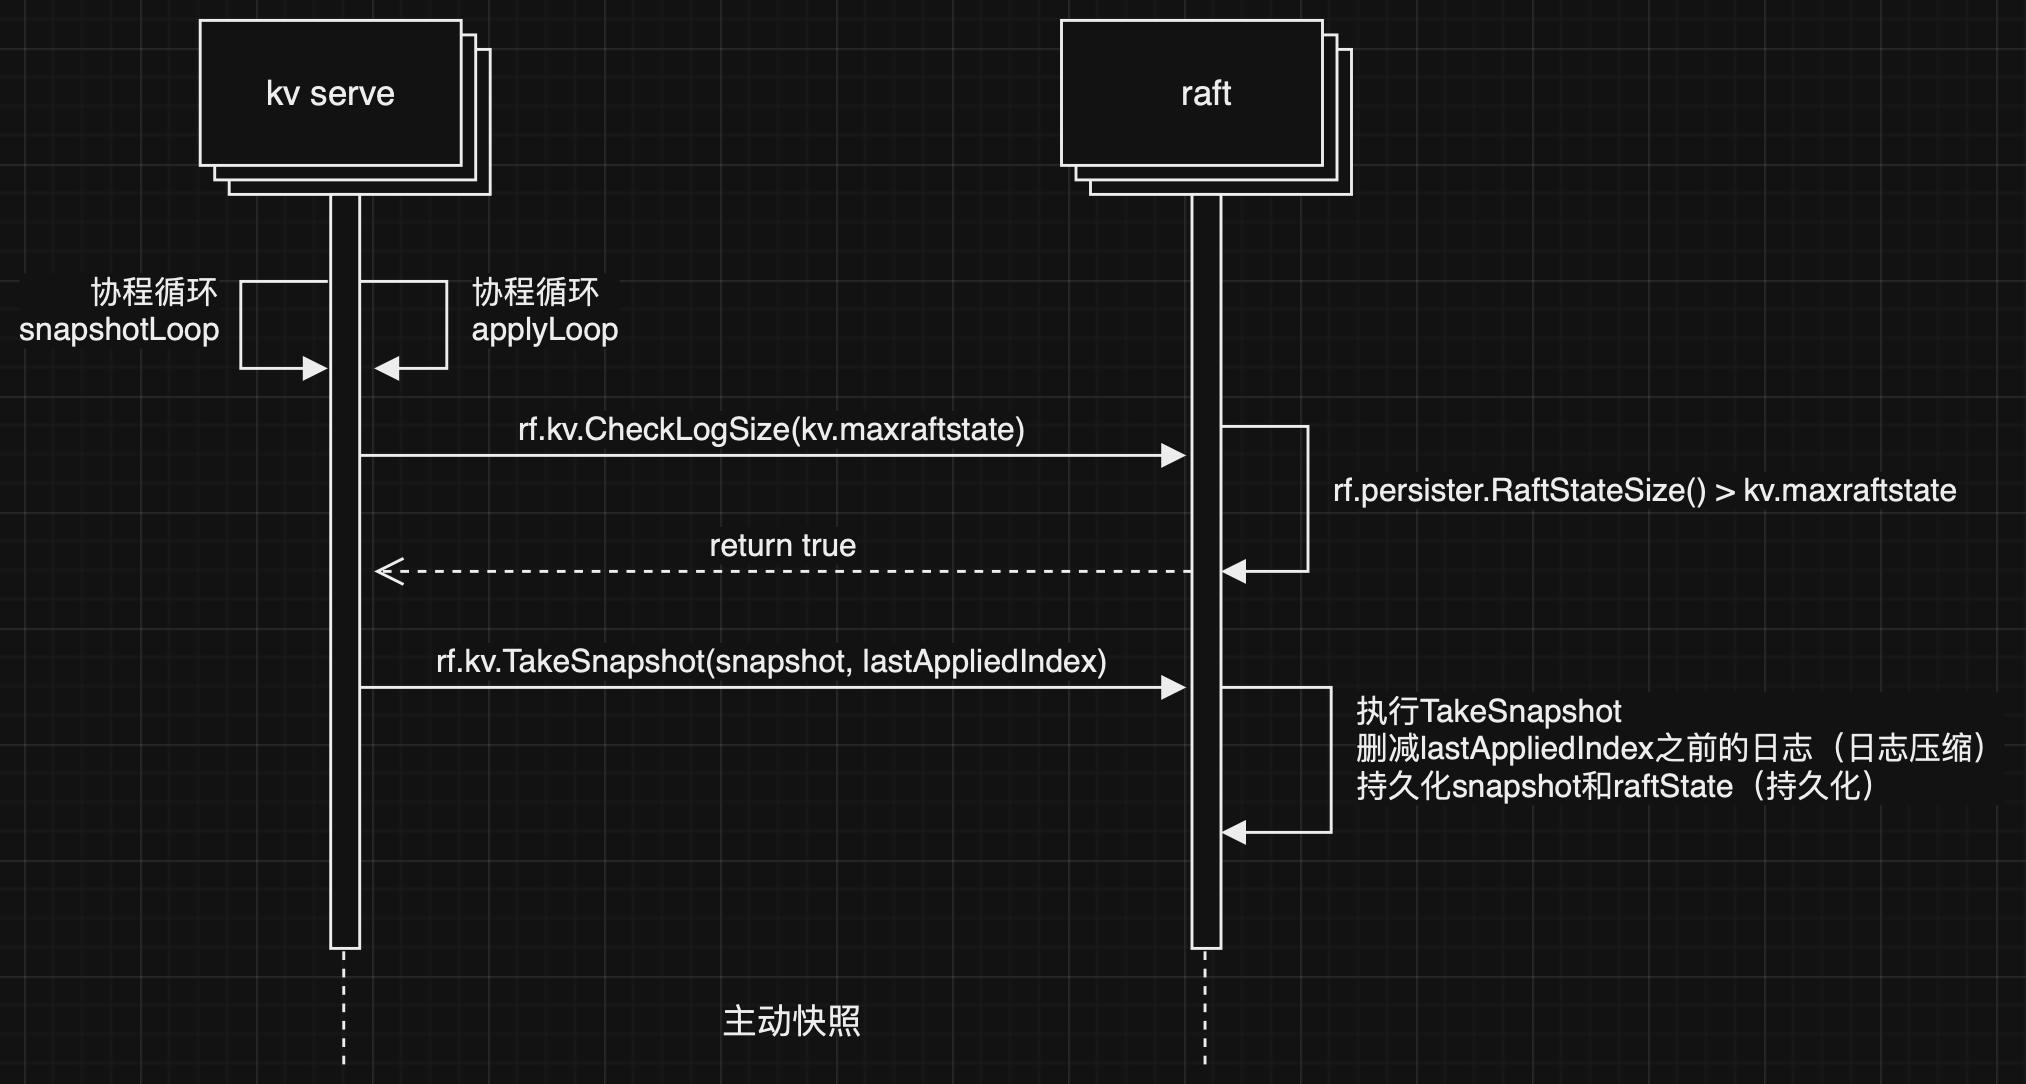 kv serve
raft
协程循环
snapshotLoop
协程循环
applyLoop
rf.kv.CheckLogSize(kv.maxraftstate)
rf.persister.RaftStateSize() > kv.maxraftstate
return true
rf.kv.TakeSnapshot(snapshot, lastAppliedIndex)
执行TakeSnapshot
删减lastAppliedIndex之前的日志（日志压缩）
持久化snapshot和raftState（持久化）
主动快照